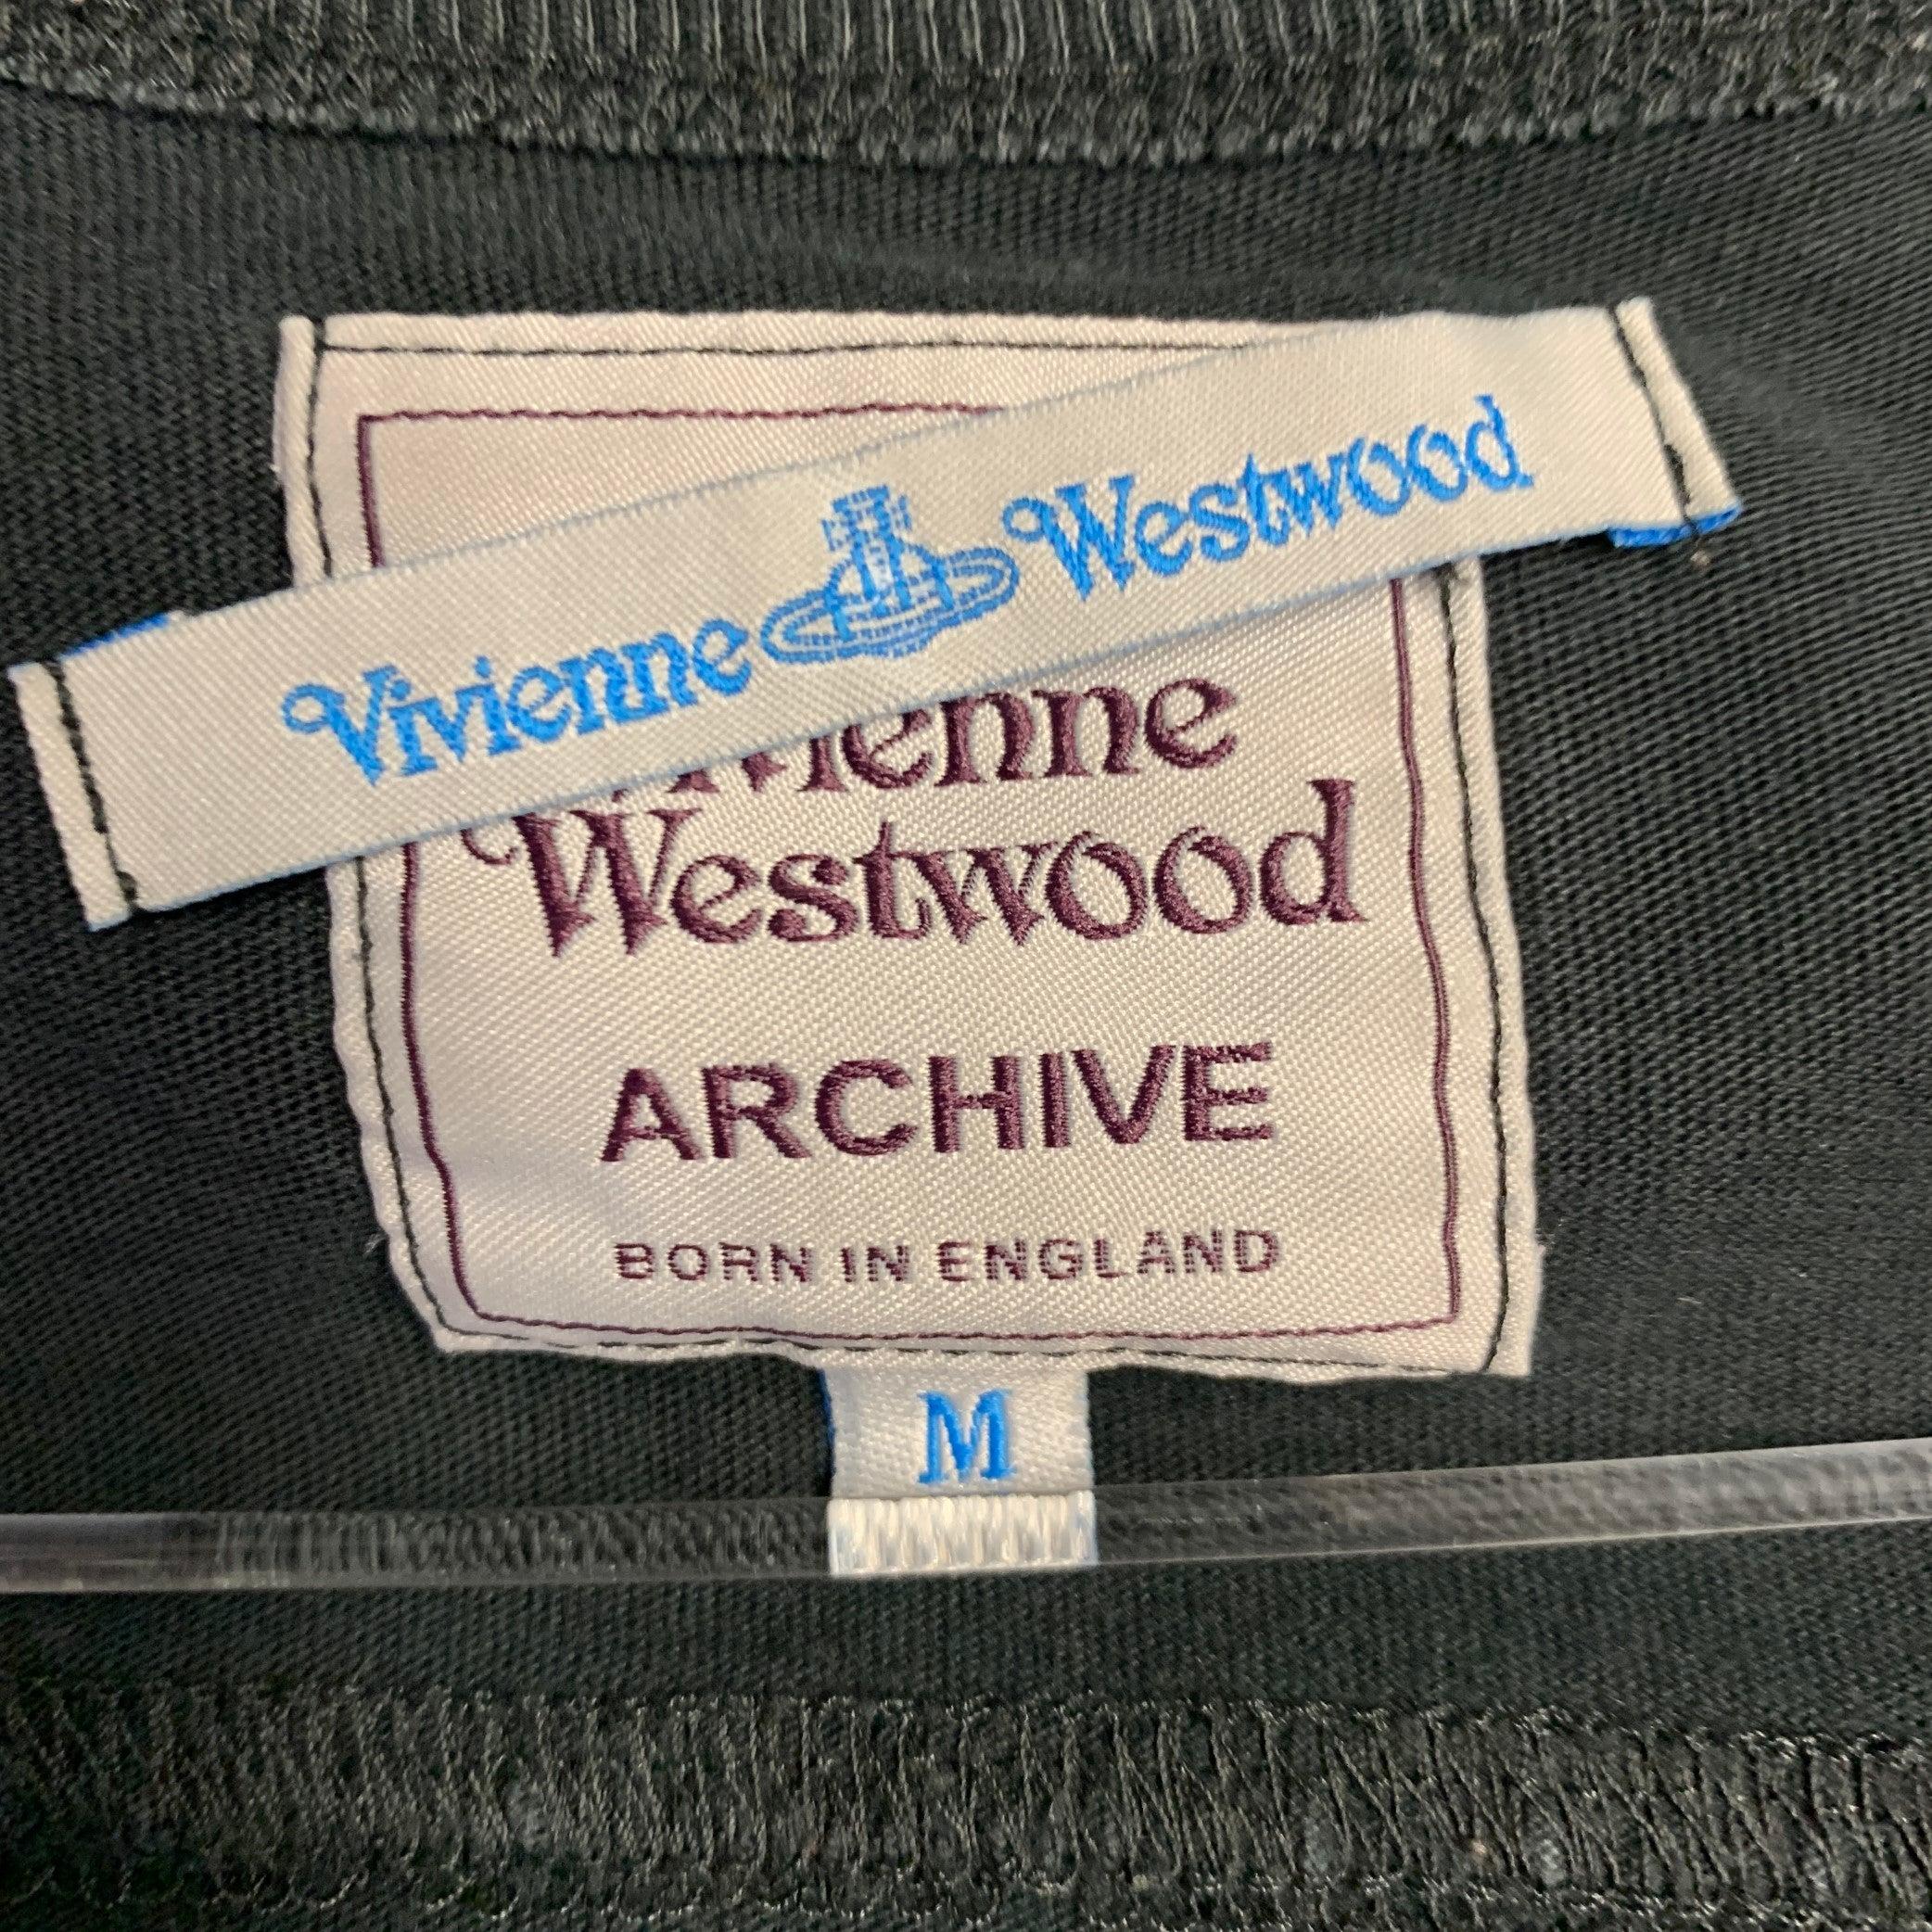 Vivienne Westwood
Westwood
ARCHIVE
BORN IN ENGLAND
M